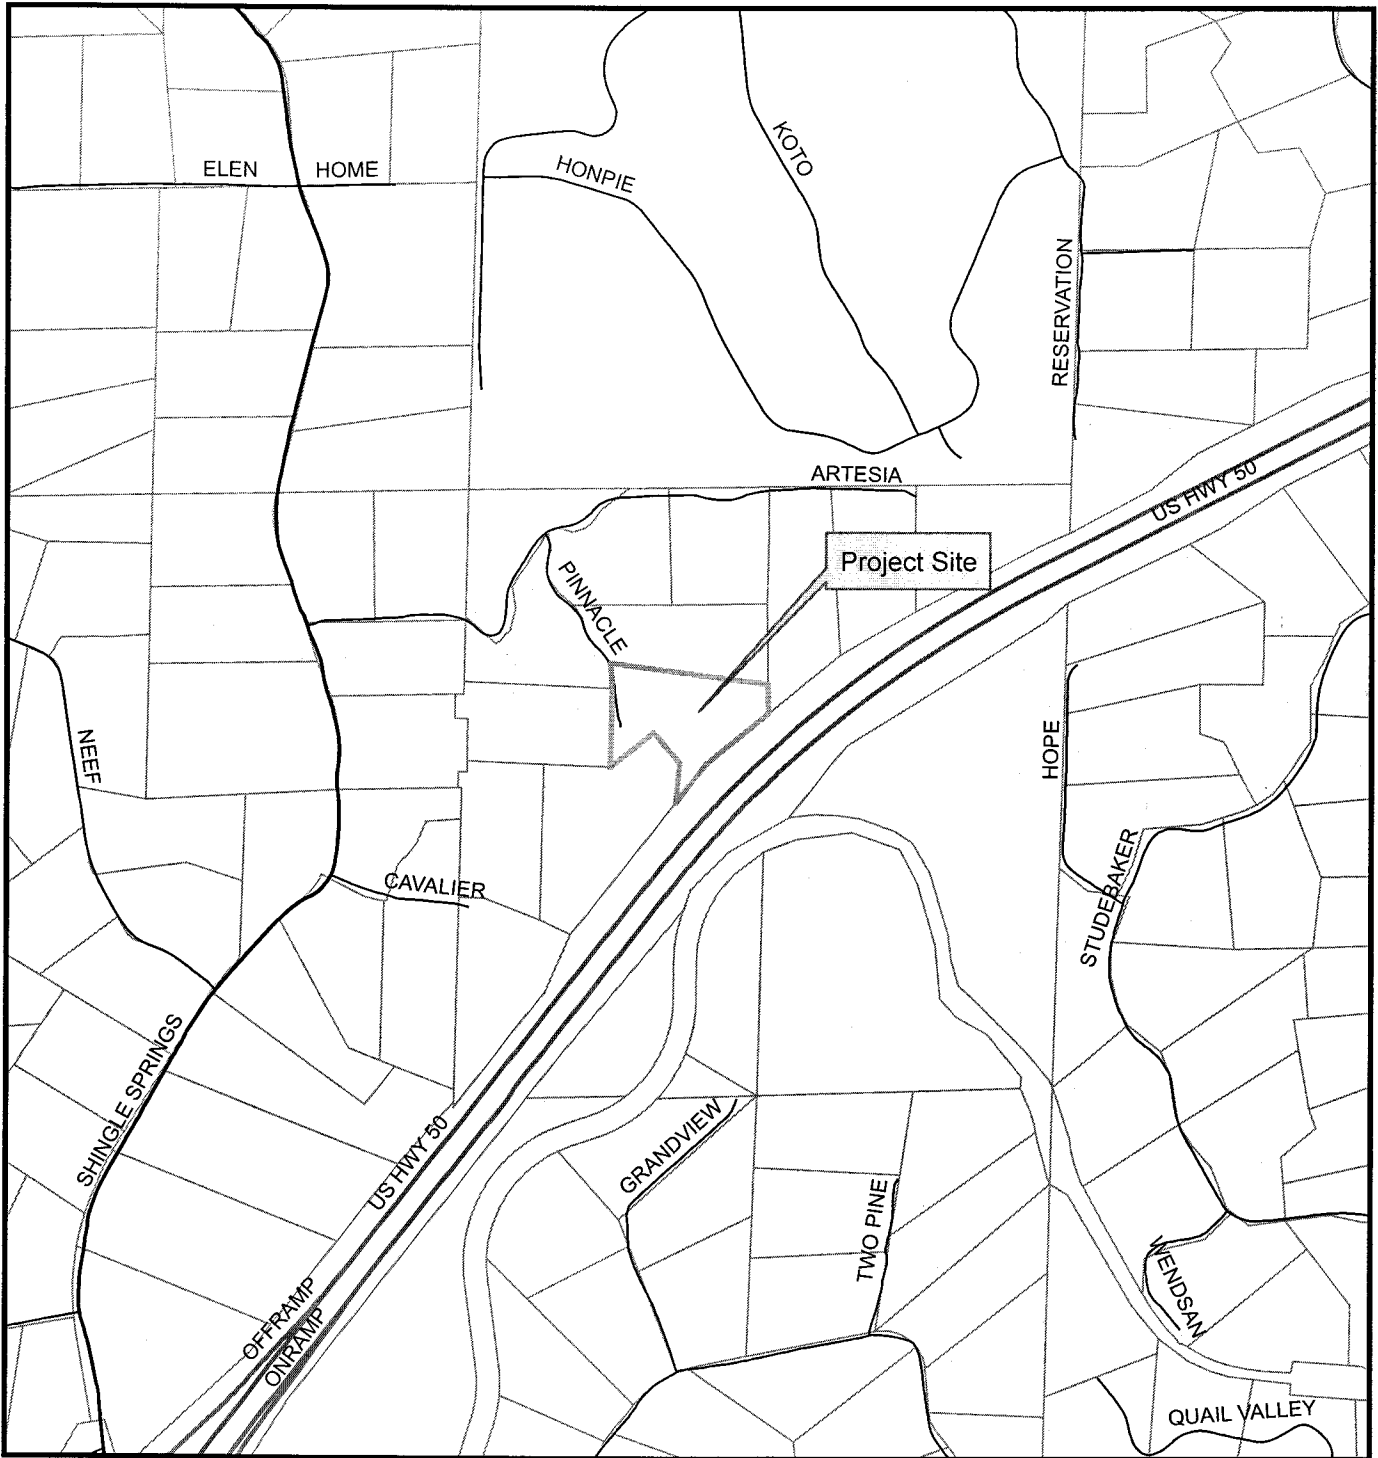 KOTO
ELEN
HOME
HONPIE
RESERVATION
ARTESIA
US HWY 50
Project Site
PINNACLE
NEEF
HOPE
STUDEBAKER
CAVALIER
SHINGLE SPRINGS
US HWY 50
GRANDVIEW
TWO PINE
WENDSAN
OFFRAMP
ONRAMP
QUAIL VALLEY